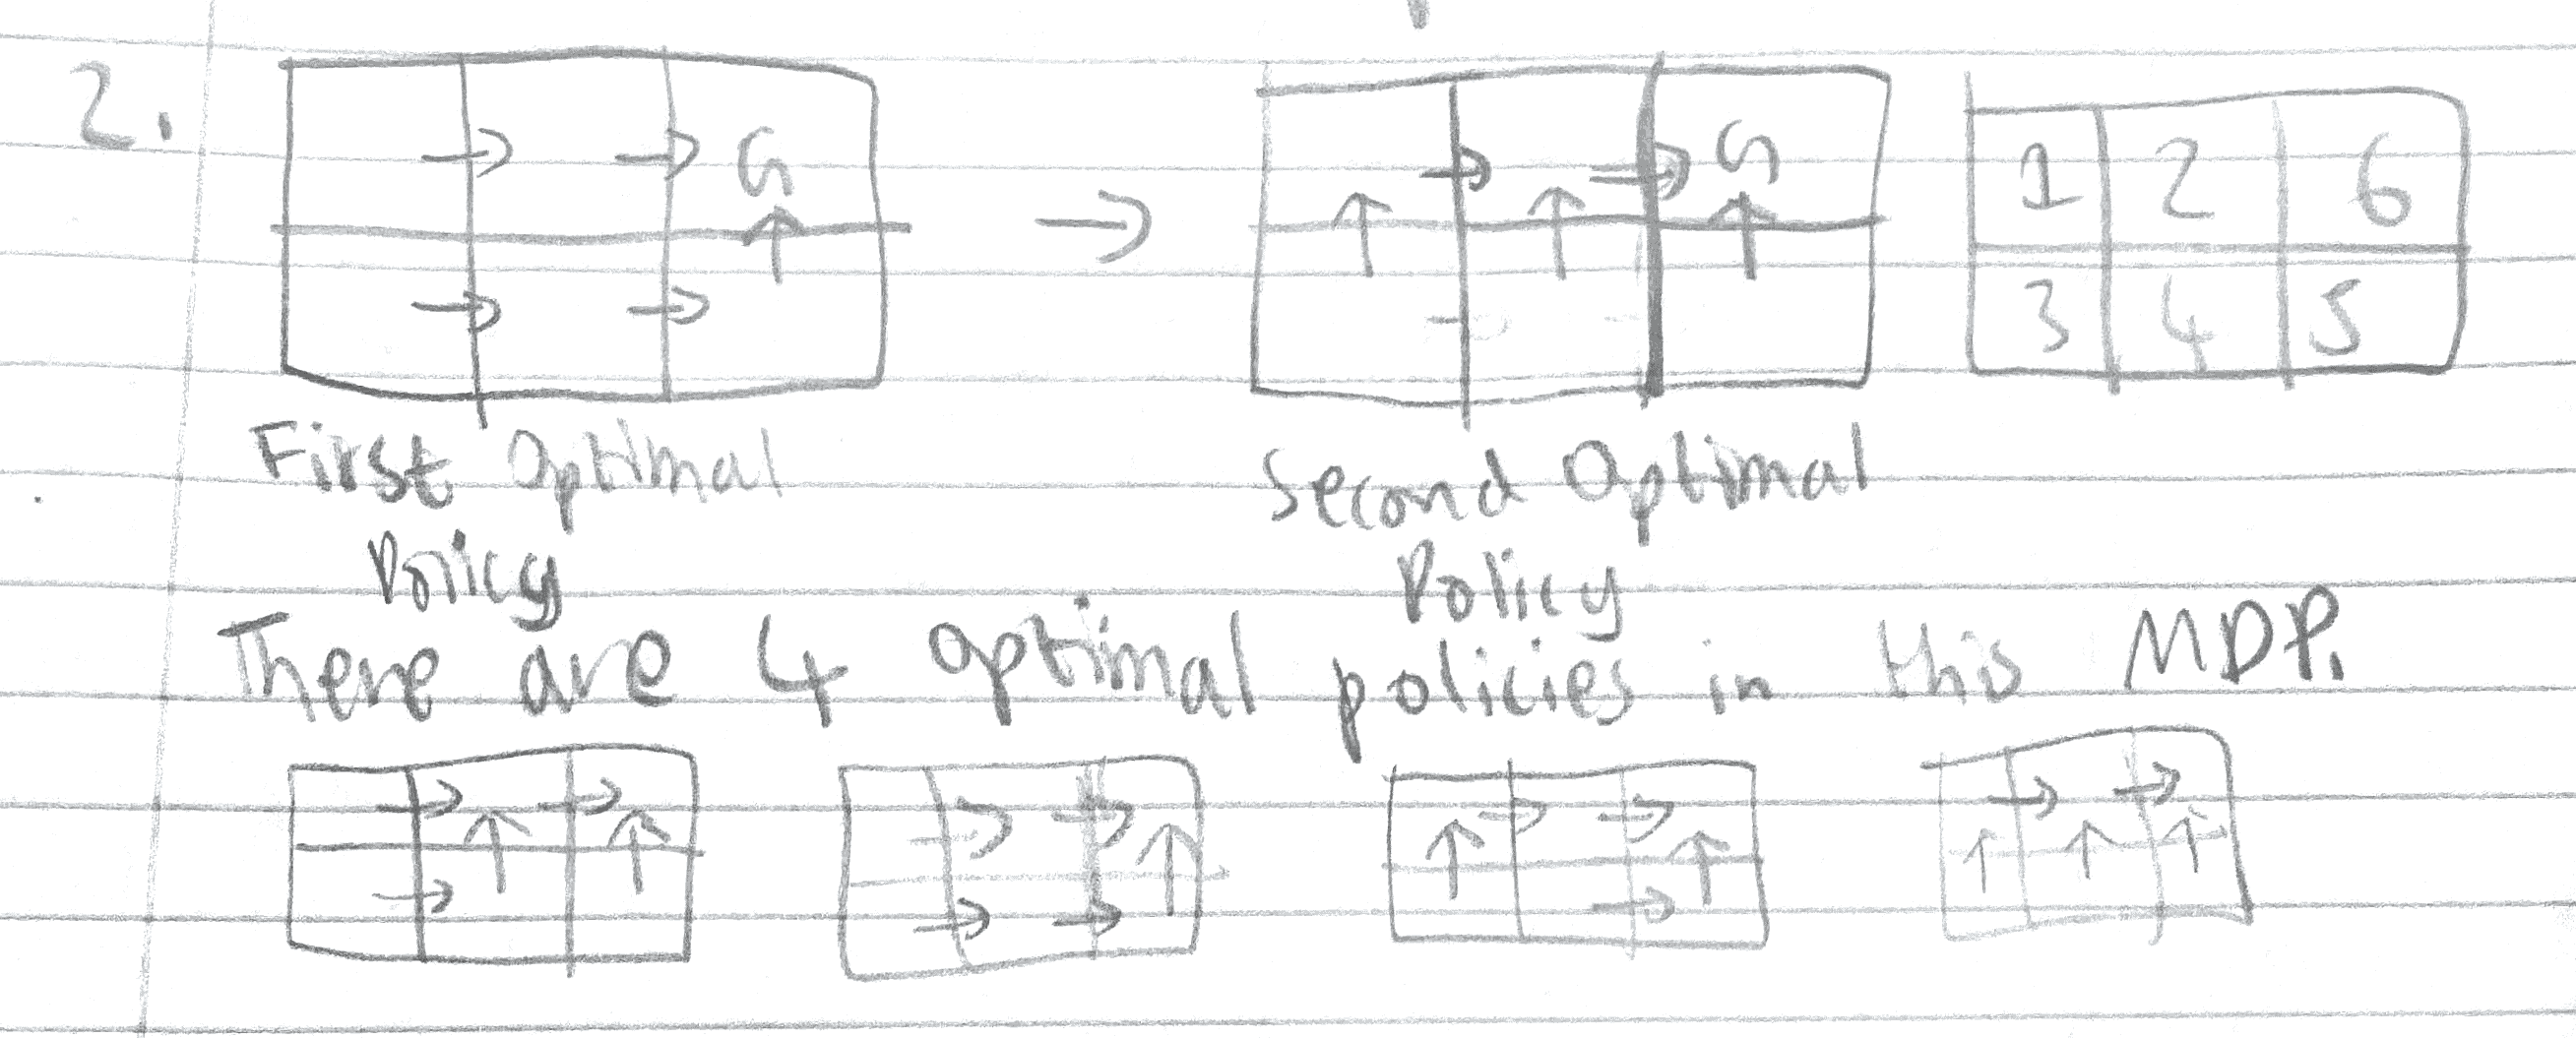 2.
G → G 1 2 6
3 4 5
First Optimal Second Optimal
Policy Policy
There are 4 optimal policies in this MDP.